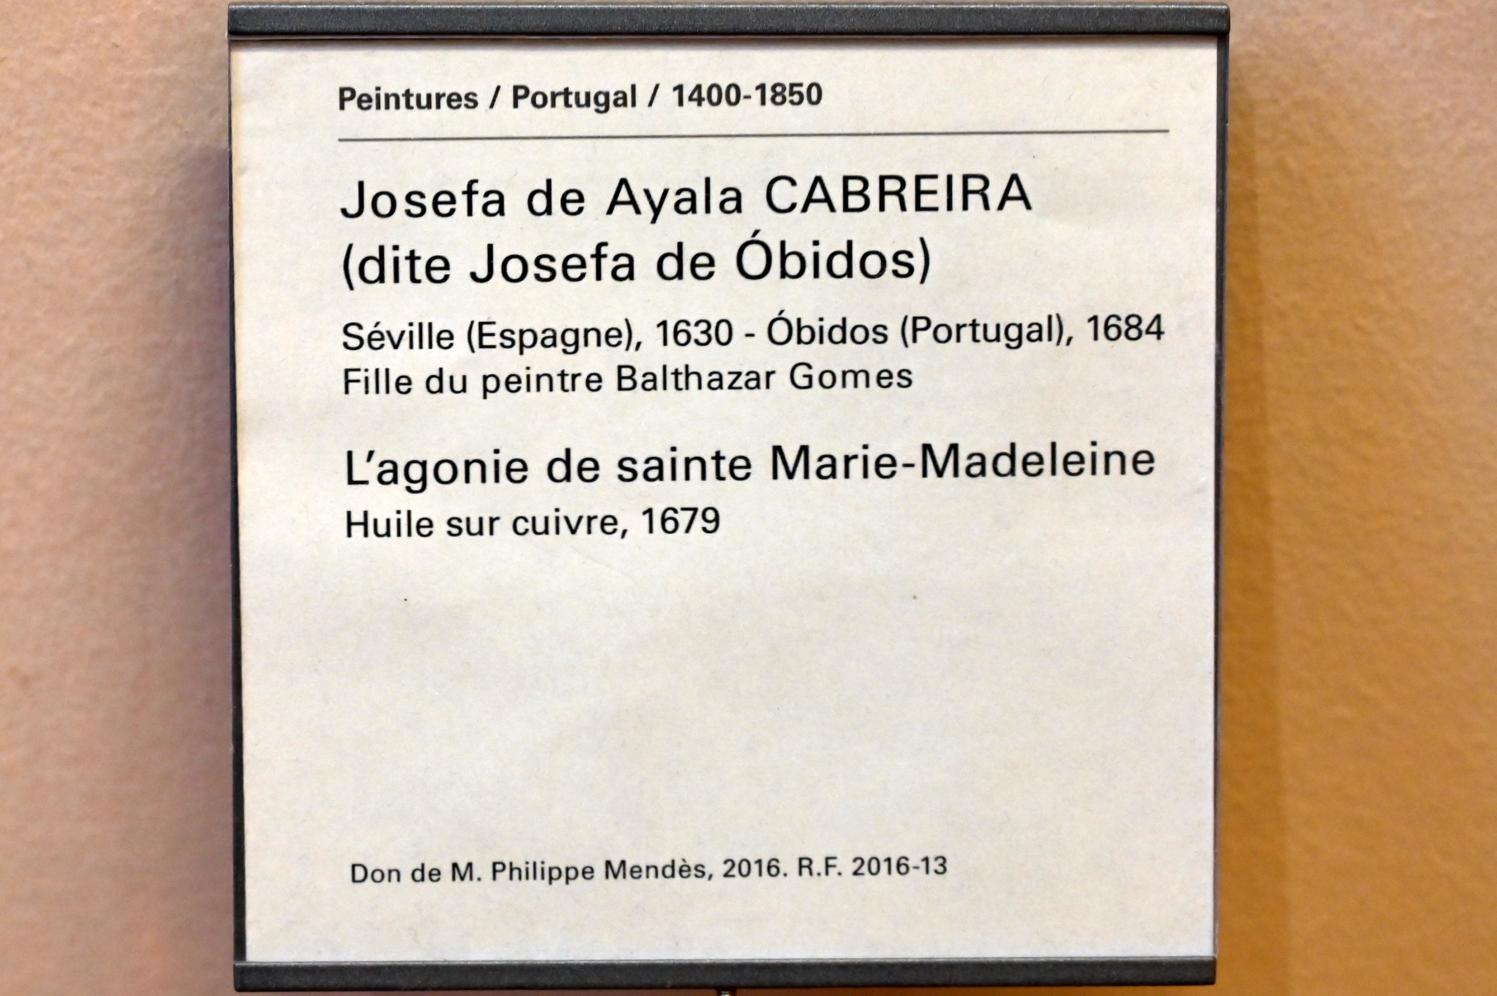 Peintures / Portugal / 1400-1850
Josefa de Ayala CABREIRA
(dite Josefa de Óbidos)
Séville (Espagne), 1630 - Óbidos (Portugal), 1684
Fille du peintre Balthazar Gomes
L'agonie de sainte Marie-Madeleine
Huile sur cuivre, 1679
Don de M. Philippe Mendès, 2016. R.F. 2016-13